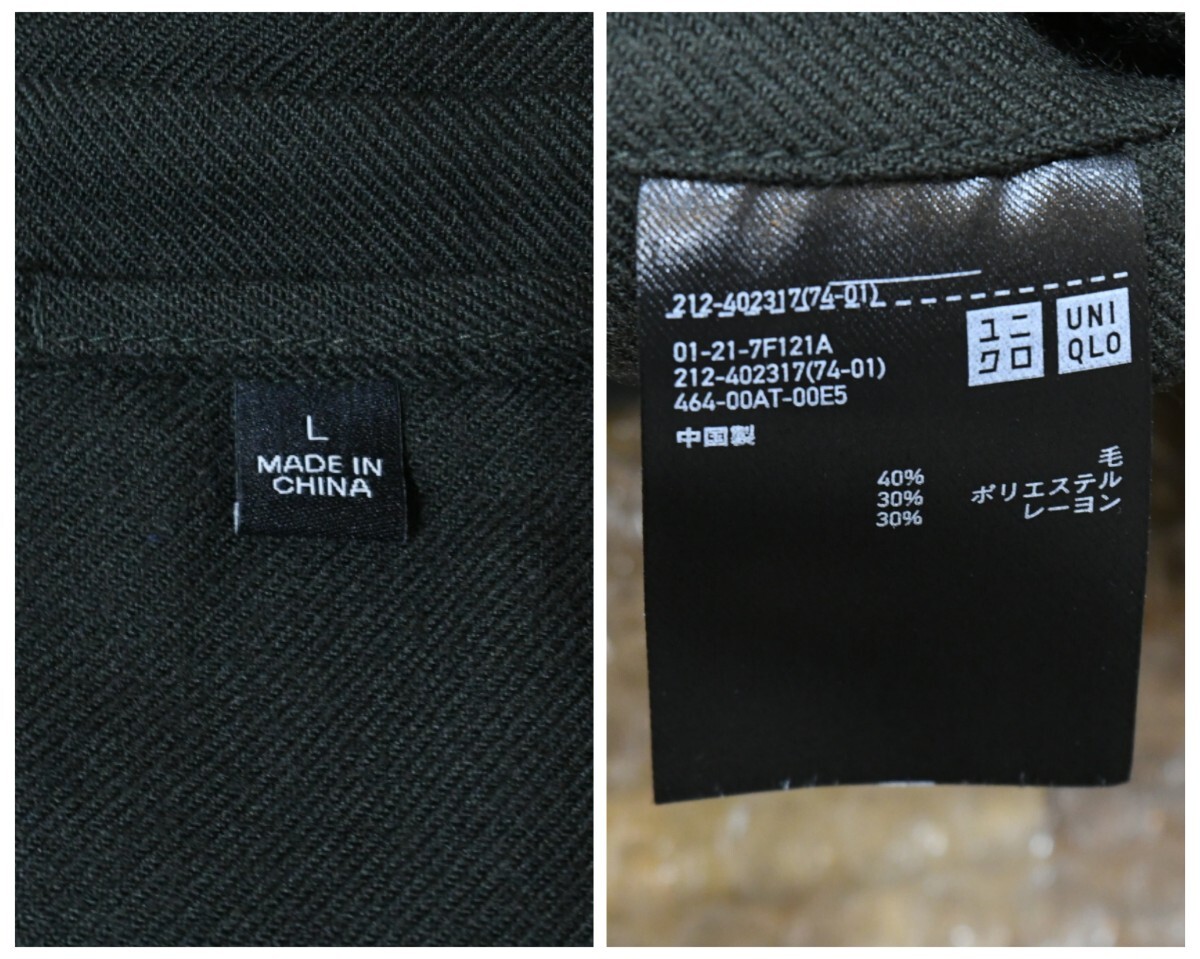 L
MADE IN
CHINA
212-402317(74-01)
ユニクロ
UNIQLO
01-21-7F121A
212-402317(74-01)
464-00AT-00E5
中国製
毛 40%
ポリエステル 30%
レーヨン 30%